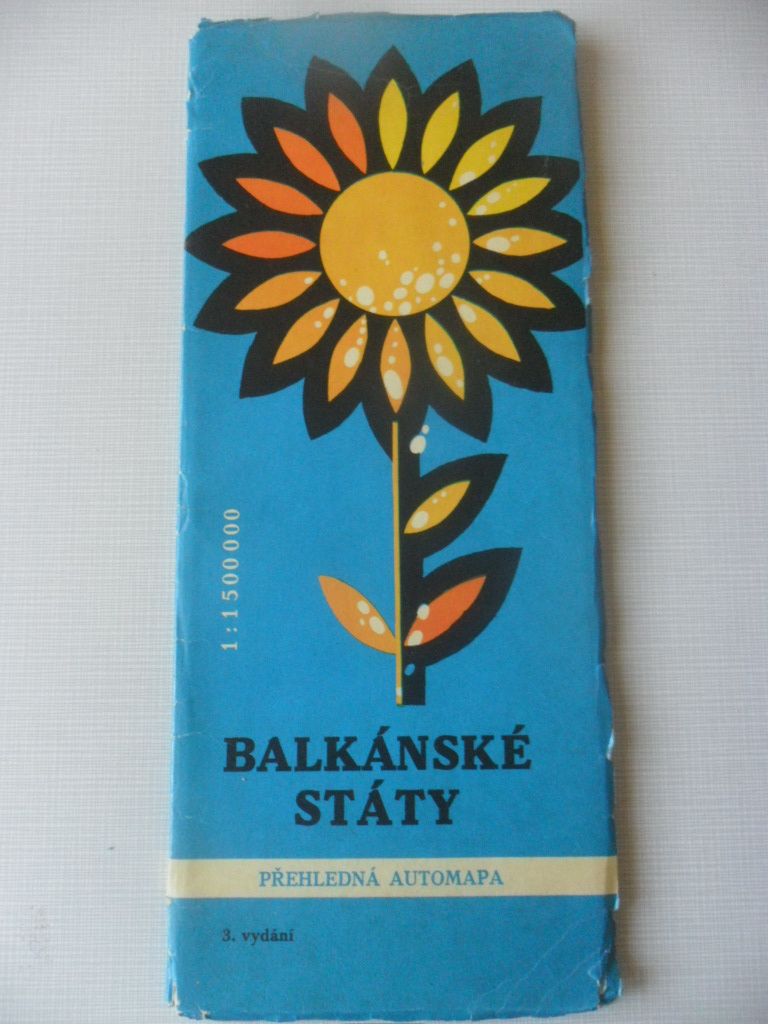 1:1500000
BALKÁNSKÉ
STÁTY
PŘEHLEDNÁ AUTOMAPA
3. vydání